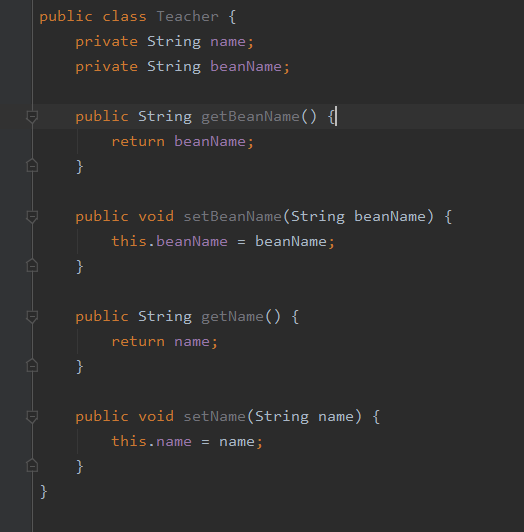 public class Teacher {
    private String name;
    private String beanName;

    public String getBeanName() {
        return beanName;
    }

    public void setBeanName(String beanName) {
        this.beanName = beanName;
    }

    public String getName() {
        return name;
    }

    public void setName(String name) {
        this.name = name;
    }
}